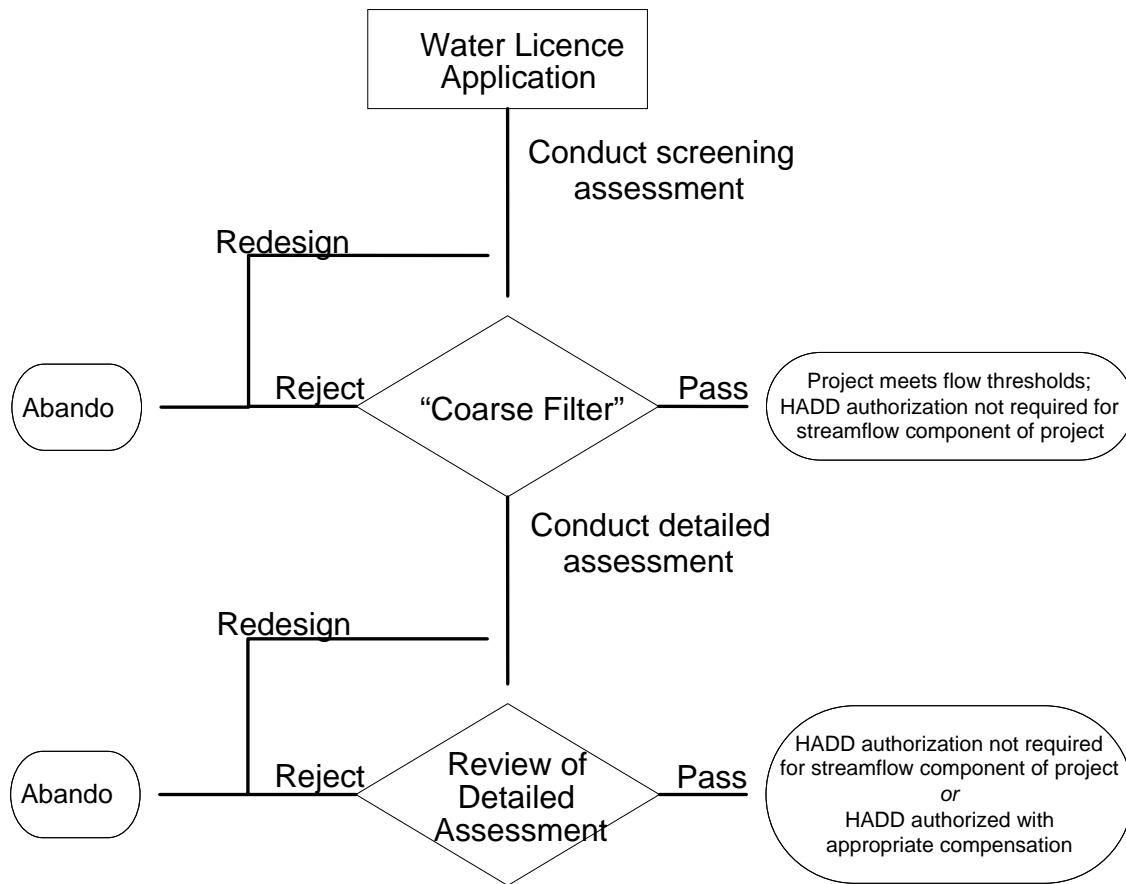 Water Licence
Application
Conduct screening
assessment
Redesign
Abando
Reject
“Coarse Filter”
Pass
Project meets flow thresholds;
HADD authorization not required for
streamflow component of project
Conduct detailed
assessment
Redesign
Abando
Reject
Review of
Detailed
Assessment
Pass
HADD authorization not required
for streamflow component of project
or
HADD authorized with
appropriate compensation